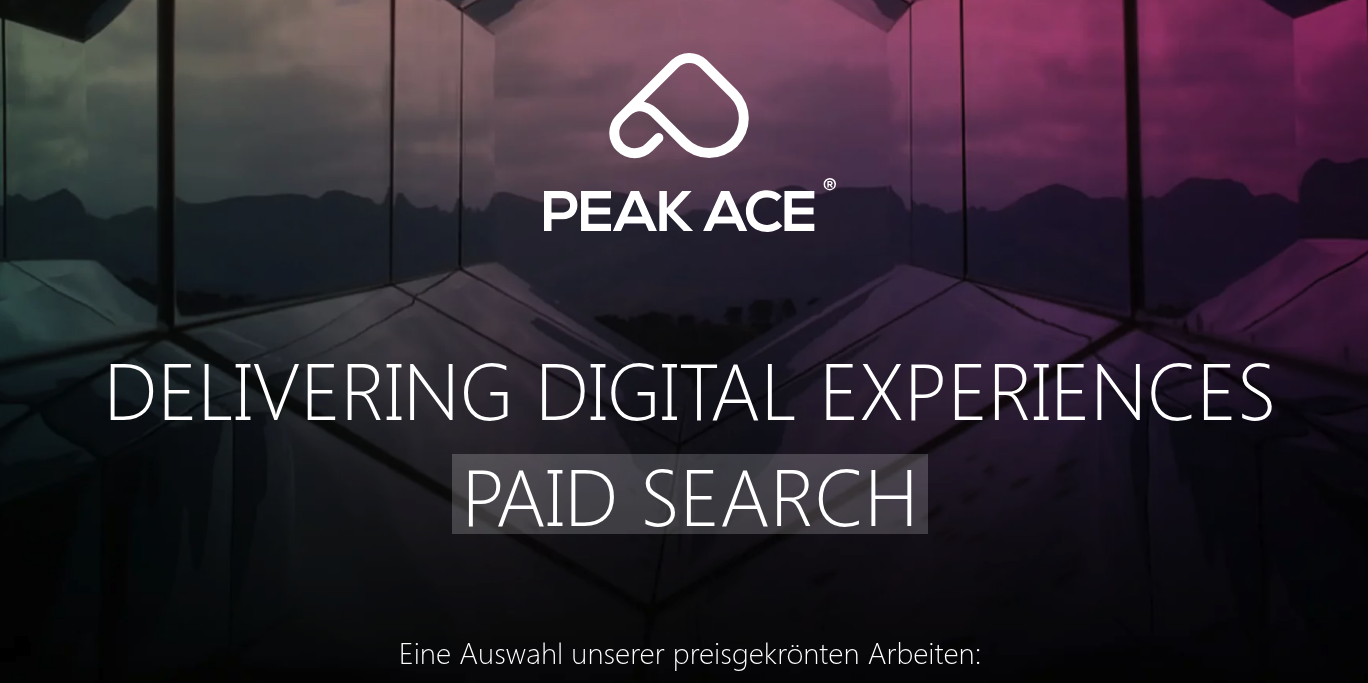 PEAK ACE®
DELIVERING DIGITAL EXPERIENCES
PAID SEARCH
Eine Auswahl unserer preisgekrönten Arbeiten: